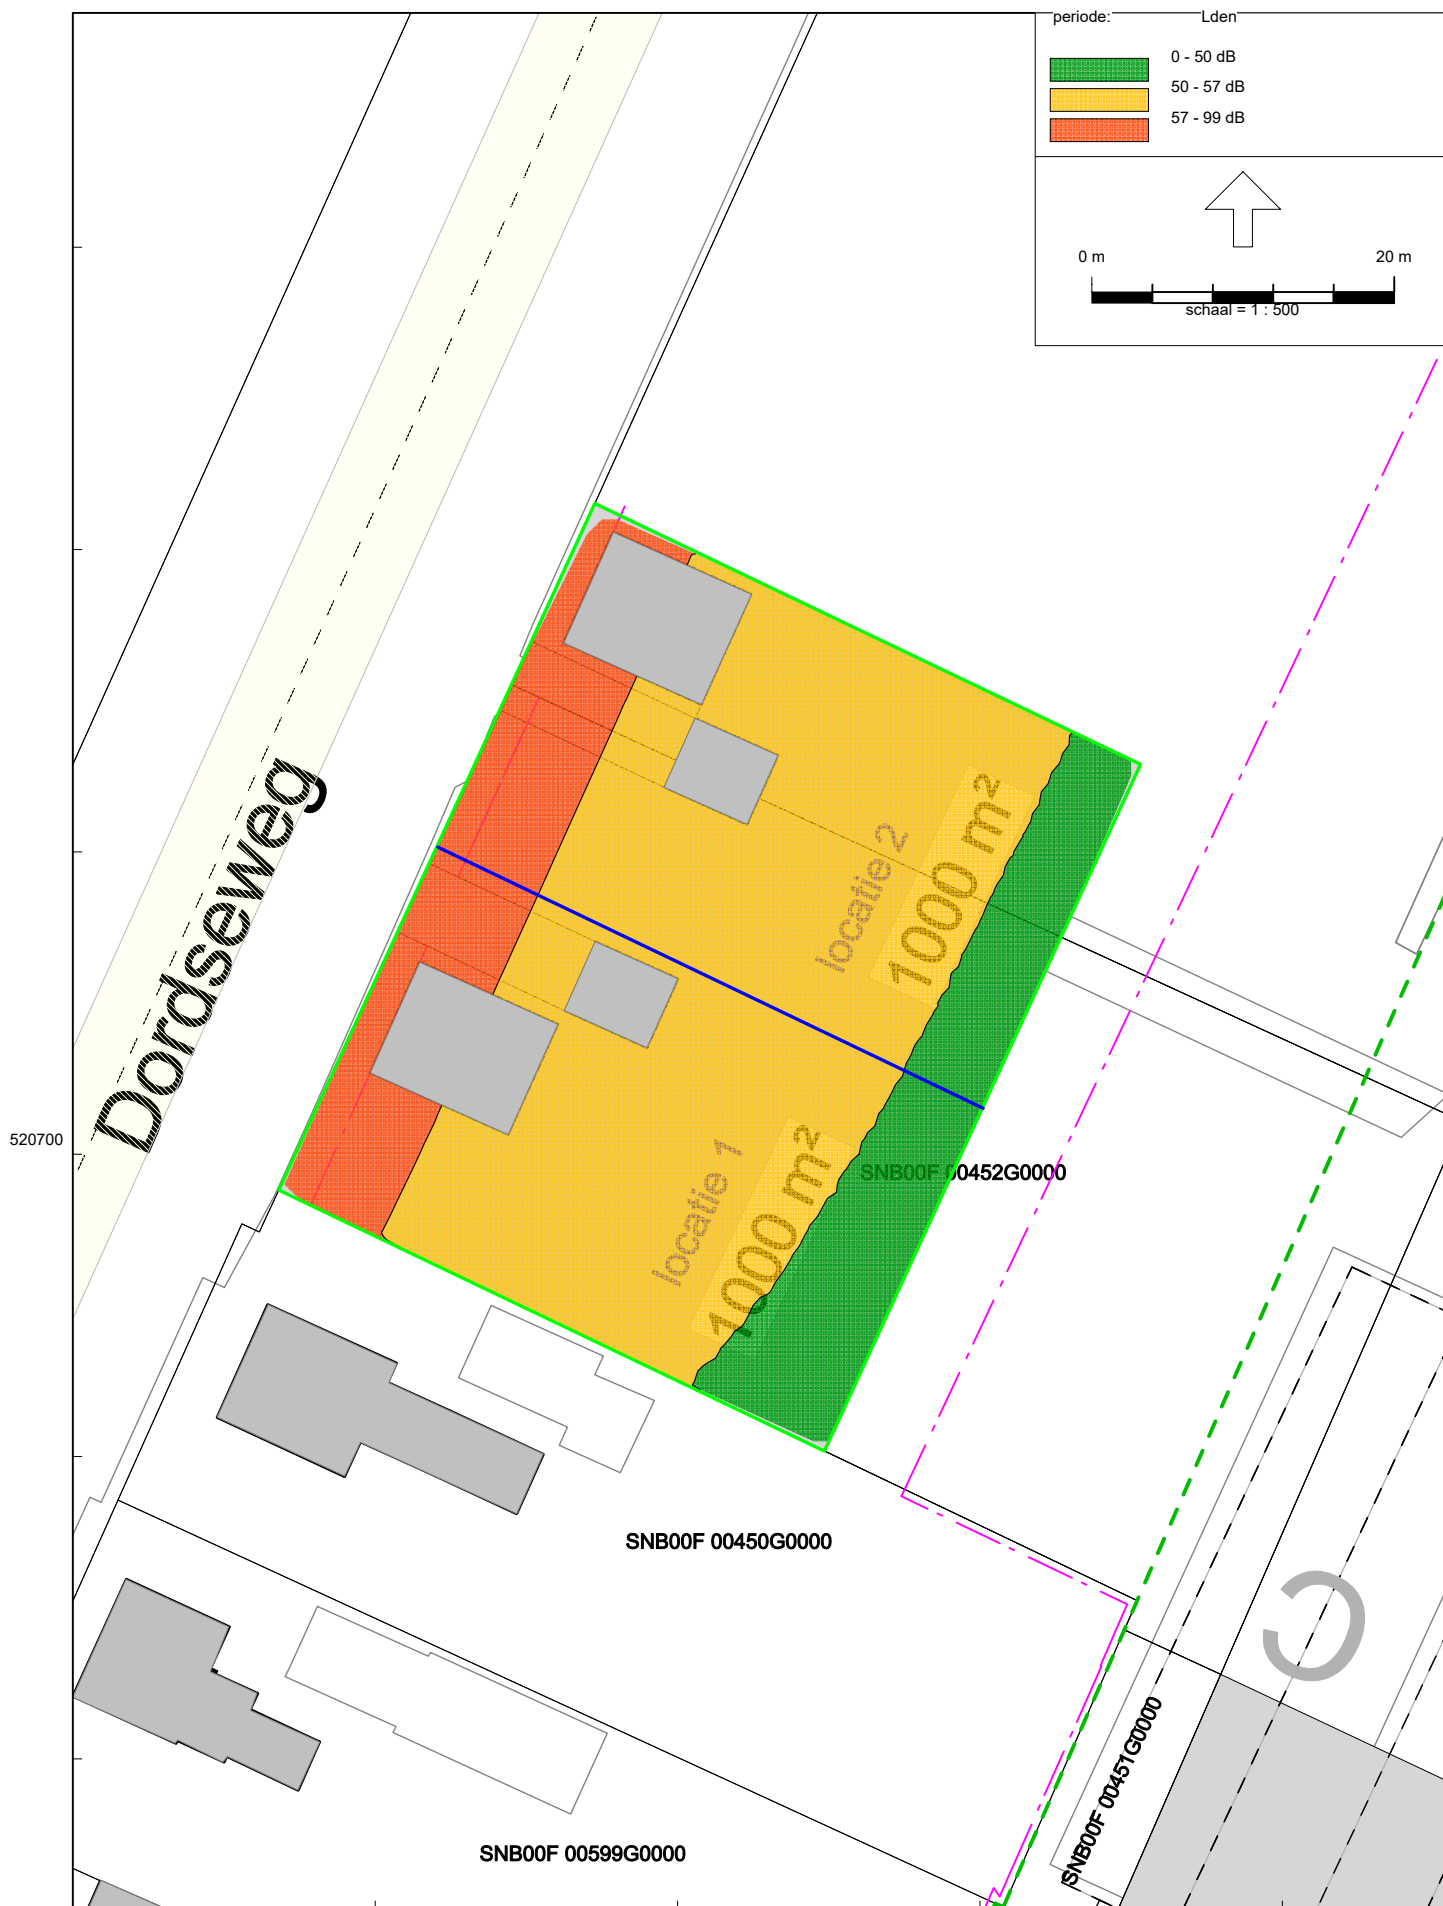 periode: Lden
0 - 50 dB
50 - 57 dB
57 - 99 dB
0 m 20 m
schaal = 1 : 500
Dordseweg
locatie 2
1000 m²
520700
locatie 1
1000 m²
SNB00F 00452G0000
SNB00F 00450G0000
C
SNB00F 00451G0000
SNB00F 00599G0000